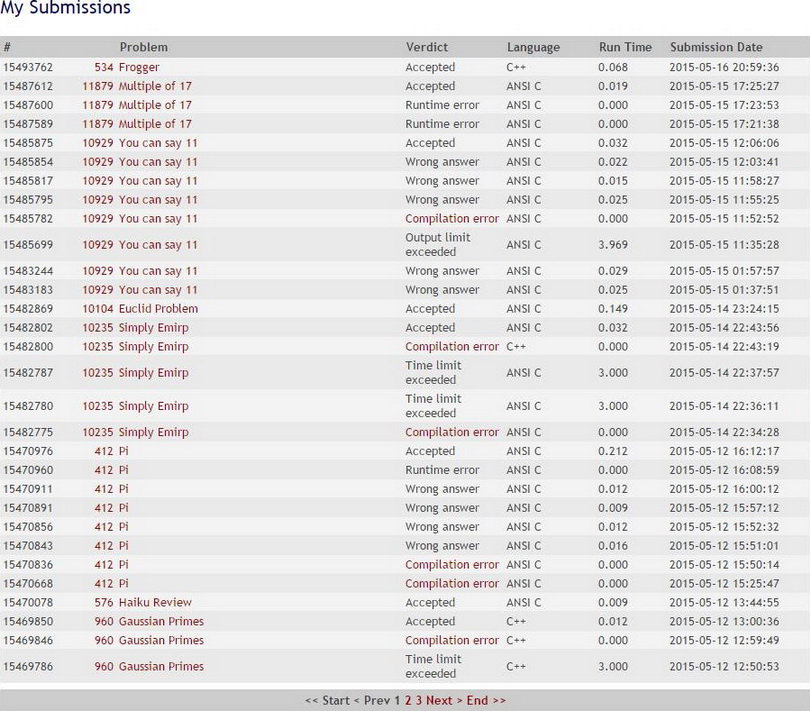 My Submissions
# Problem Verdict Language Run Time Submission Date
15493762 534 Frogger Accepted C++ 0.068 2015-05-16 20:59:36
15487612 11879 Multiple of 17 Accepted ANSI C 0.019 2015-05-15 17:25:27
15487600 11879 Multiple of 17 Runtime error ANSI C 0.000 2015-05-15 17:23:53
15487589 11879 Multiple of 17 Runtime error ANSI C 0.000 2015-05-15 17:21:38
15485875 10929 You can say 11 Accepted ANSI C 0.032 2015-05-15 12:06:06
15485854 10929 You can say 11 Wrong answer ANSI C 0.022 2015-05-15 12:03:41
15485817 10929 You can say 11 Wrong answer ANSI C 0.015 2015-05-15 11:58:27
15485795 10929 You can say 11 Wrong answer ANSI C 0.025 2015-05-15 11:55:25
15485782 10929 You can say 11 Compilation error ANSI C 0.000 2015-05-15 11:52:52
15485699 10929 You can say 11 Output limit exceeded ANSI C 3.969 2015-05-15 11:35:28
15483244 10929 You can say 11 Wrong answer ANSI C 0.029 2015-05-15 01:57:57
15483183 10929 You can say 11 Wrong answer ANSI C 0.025 2015-05-15 01:37:51
15482869 10104 Euclid Problem Accepted ANSI C 0.149 2015-05-14 23:24:15
15482802 10235 Simply Emirp Accepted ANSI C 0.032 2015-05-14 22:43:56
15482800 10235 Simply Emirp Compilation error C++ 0.000 2015-05-14 22:43:19
15482787 10235 Simply Emirp Time limit exceeded ANSI C 3.000 2015-05-14 22:37:57
15482780 10235 Simply Emirp Time limit exceeded ANSI C 3.000 2015-05-14 22:36:11
15482775 10235 Simply Emirp Compilation error ANSI C 0.000 2015-05-14 22:34:28
15470976 412 Pi Accepted ANSI C 0.212 2015-05-12 16:12:17
15470960 412 Pi Runtime error ANSI C 0.000 2015-05-12 16:08:59
15470911 412 Pi Wrong answer ANSI C 0.012 2015-05-12 16:00:12
15470891 412 Pi Wrong answer ANSI C 0.009 2015-05-12 15:57:12
15470856 412 Pi Wrong answer ANSI C 0.012 2015-05-12 15:52:32
15470843 412 Pi Wrong answer ANSI C 0.016 2015-05-12 15:51:01
15470836 412 Pi Compilation error ANSI C 0.000 2015-05-12 15:50:14
15470668 412 Pi Compilation error ANSI C 0.000 2015-05-12 15:25:47
15470078 576 Haiku Review Accepted ANSI C 0.009 2015-05-12 13:44:55
15469850 960 Gaussian Primes Accepted C++ 0.012 2015-05-12 13:00:36
15469846 960 Gaussian Primes Compilation error C++ 0.000 2015-05-12 12:59:49
15469786 960 Gaussian Primes Time limit exceeded C++ 3.000 2015-05-12 12:50:53
<< Start < Prev 1 2 3 Next > End >>